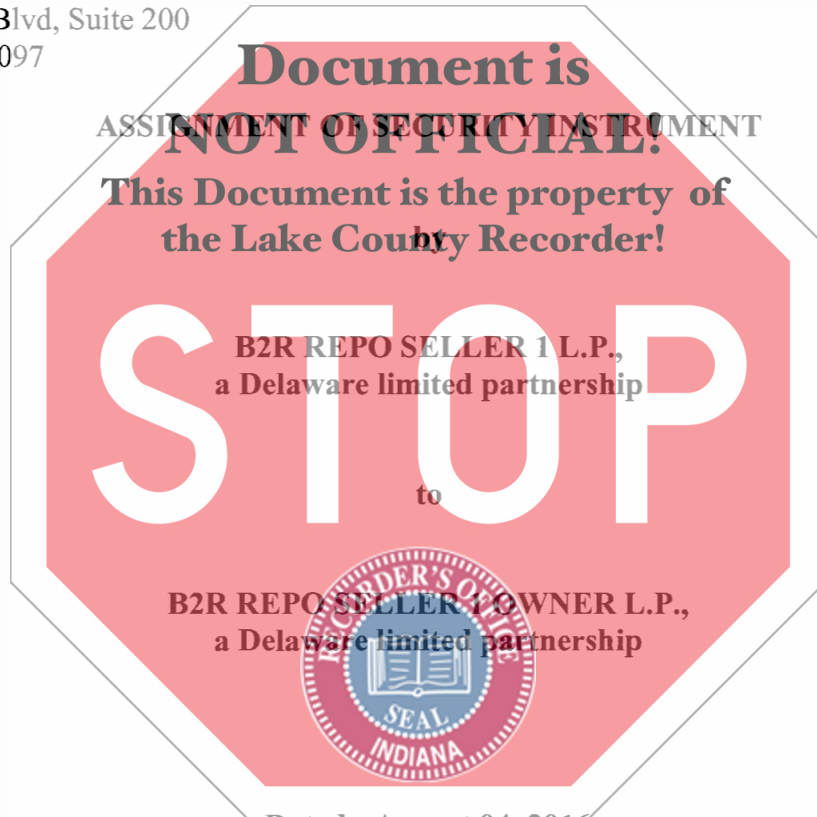 Blvd, Suite 200
097
Document is
ASSIGNMENT OF SECURITY INSTRUMENT
NOT OFFICIAL!
This Document is the property of
by
the Lake County Recorder!
STOP
B2R REPO SELLER 1 L.P.,
a Delaware limited partnership
to
B2R REPO SELLER 1 OWNER L.P.,
a Delaware limited partnership
RECORDER'S OFFICE
SEAL
INDIANA